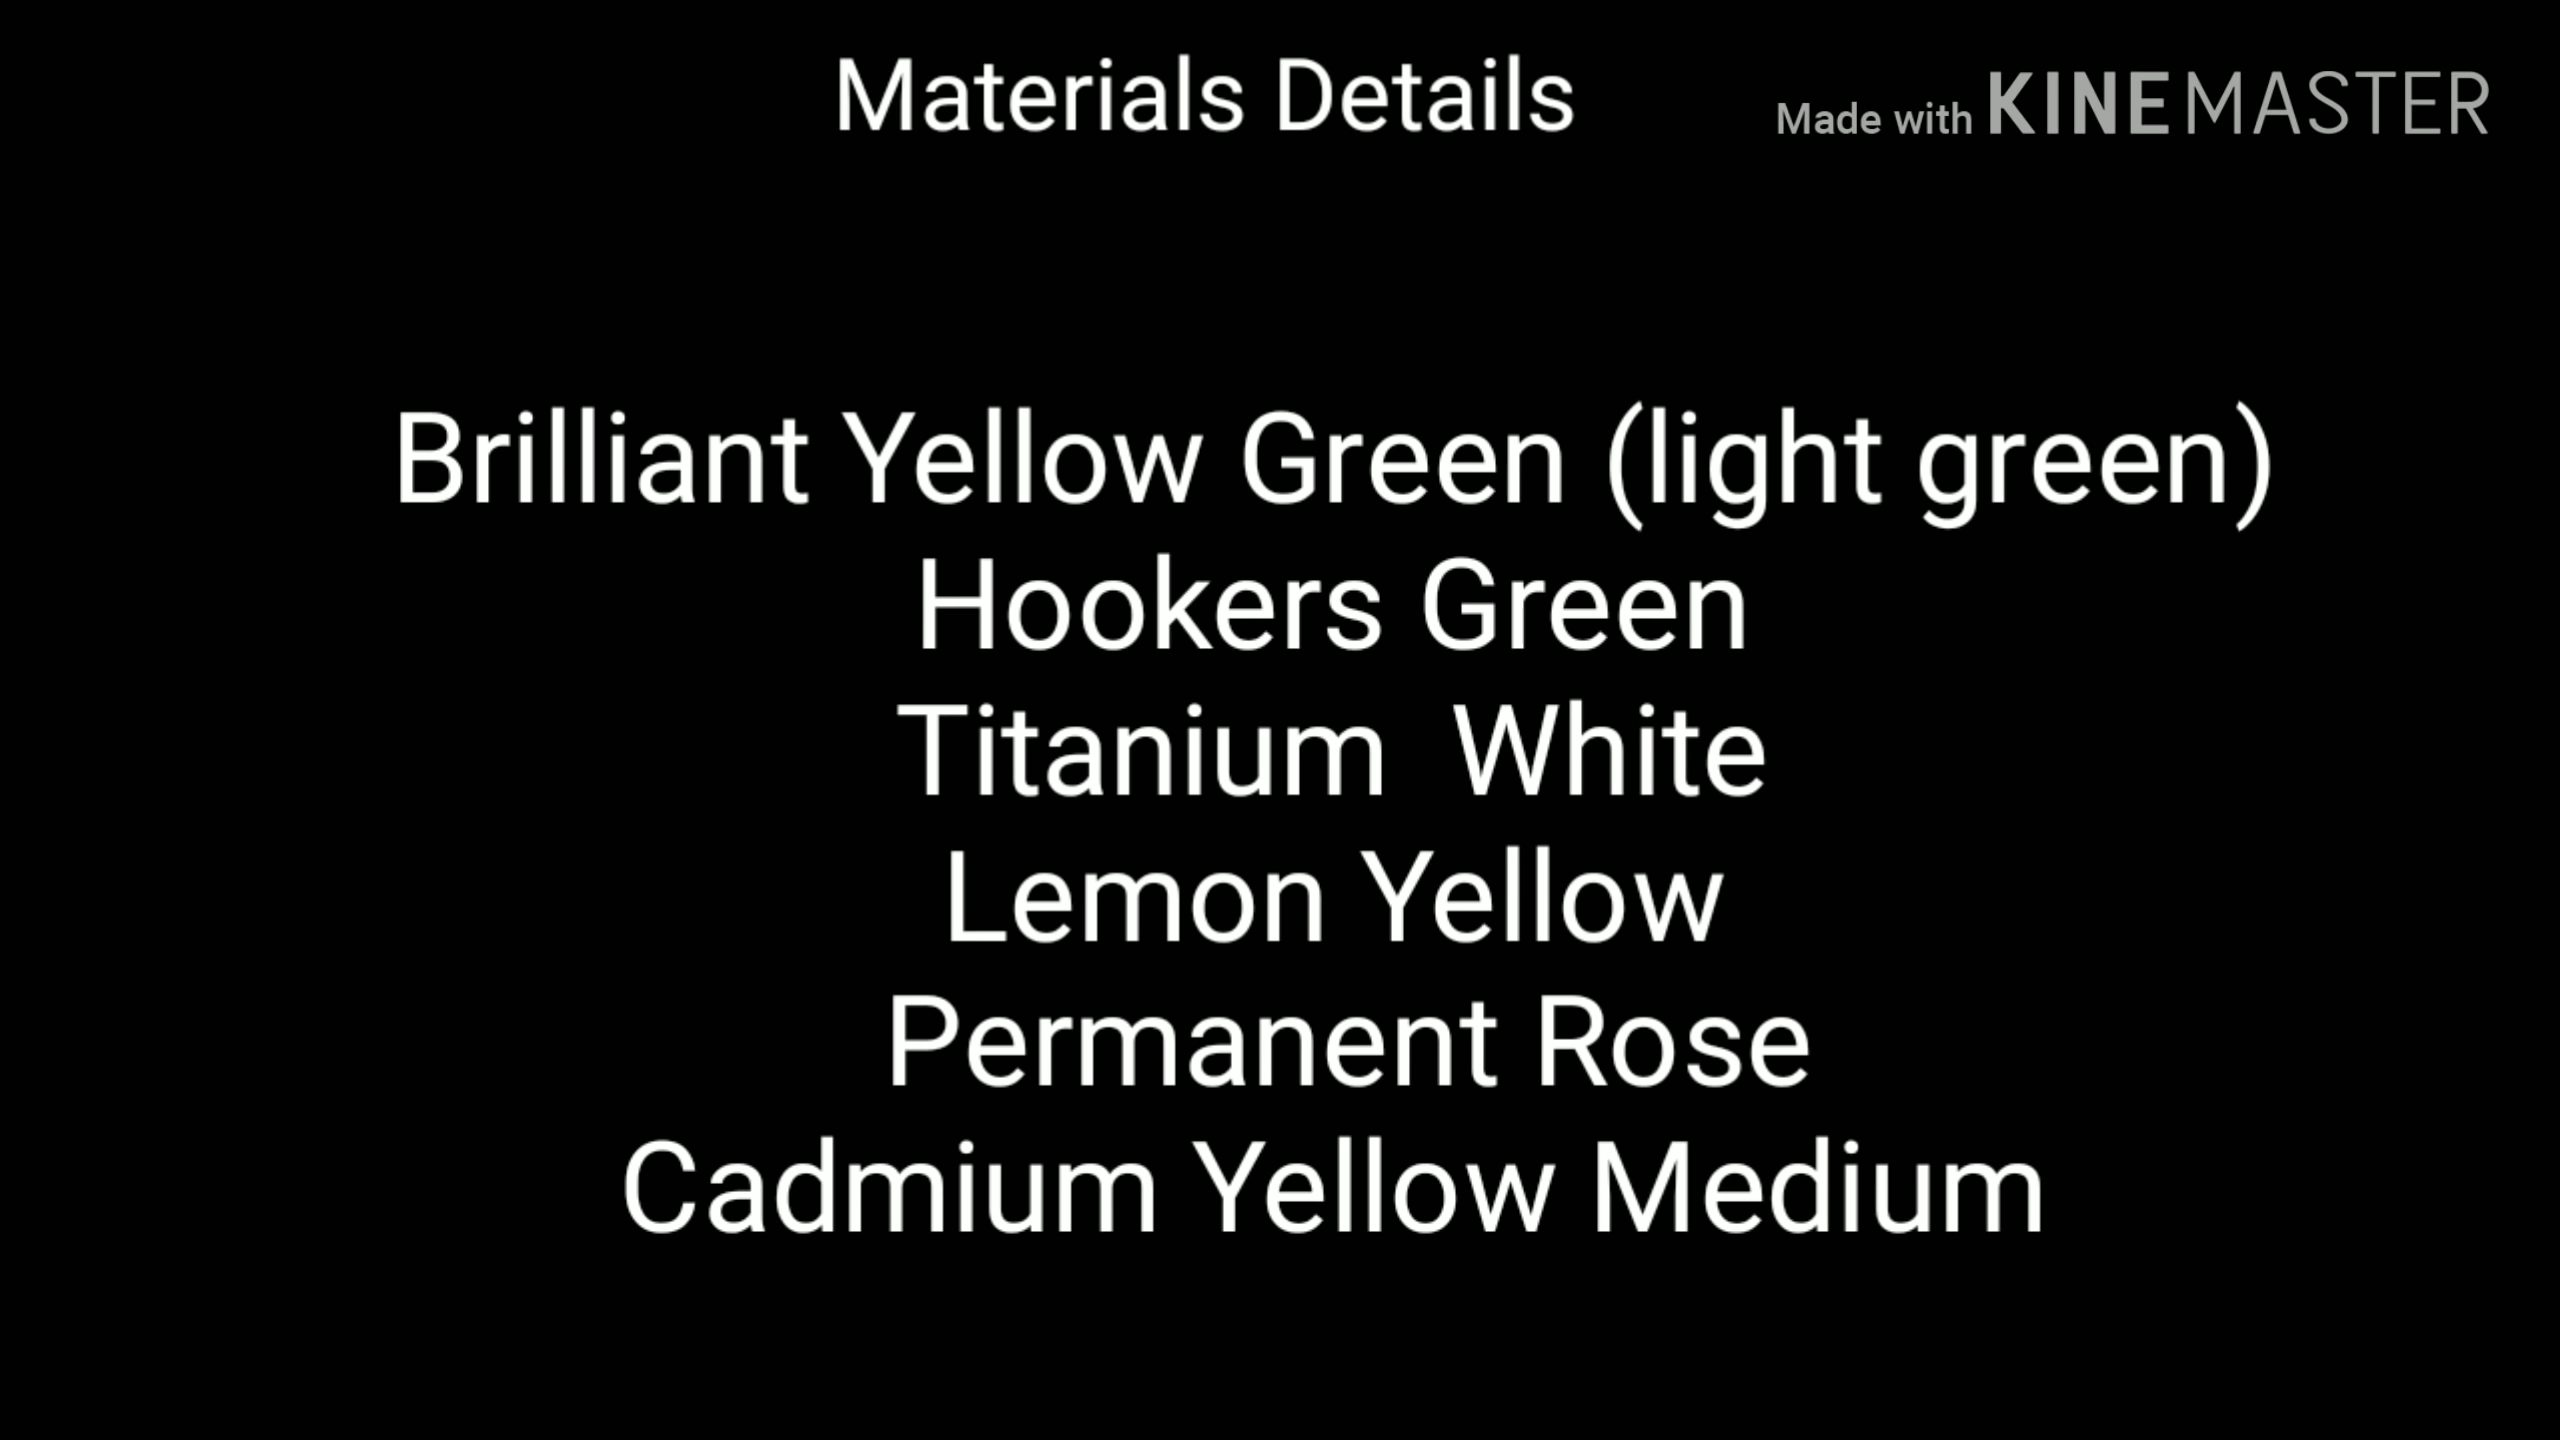 Materials Details
Made with KINEMASTER
Brilliant Yellow Green (light green)
Hookers Green
Titanium  White
Lemon Yellow
Permanent Rose
Cadmium Yellow Medium